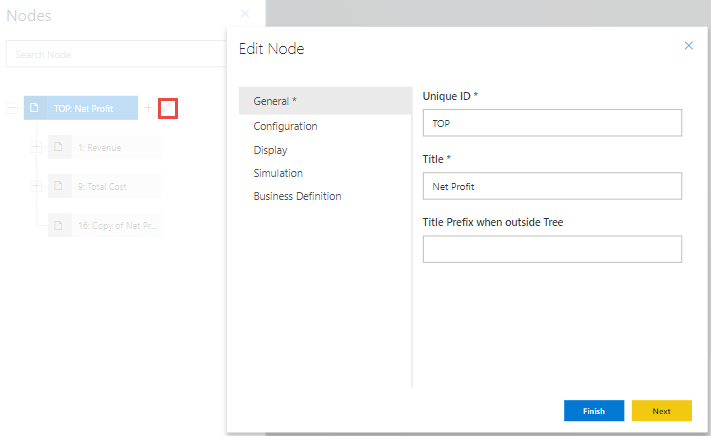 Nodes
Search Node
TOP: Net Profit
1: Revenue
9: Total Cost
16: Copy of Net Pr...
Edit Node
General *
Configuration
Display
Simulation
Business Definition
Unique ID *
TOP
Title *
Net Profit
Title Prefix when outside Tree
Finish
Next